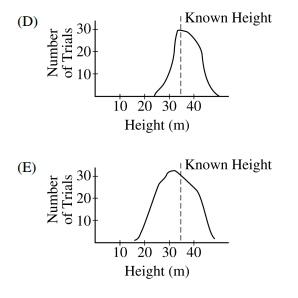 (D)
Known Height
Number
of Trials
30
20
10
10 20 30 40
Height (m)
(E)
Known Height
Number
of Trials
30
20
10
10 20 30 40
Height (m)